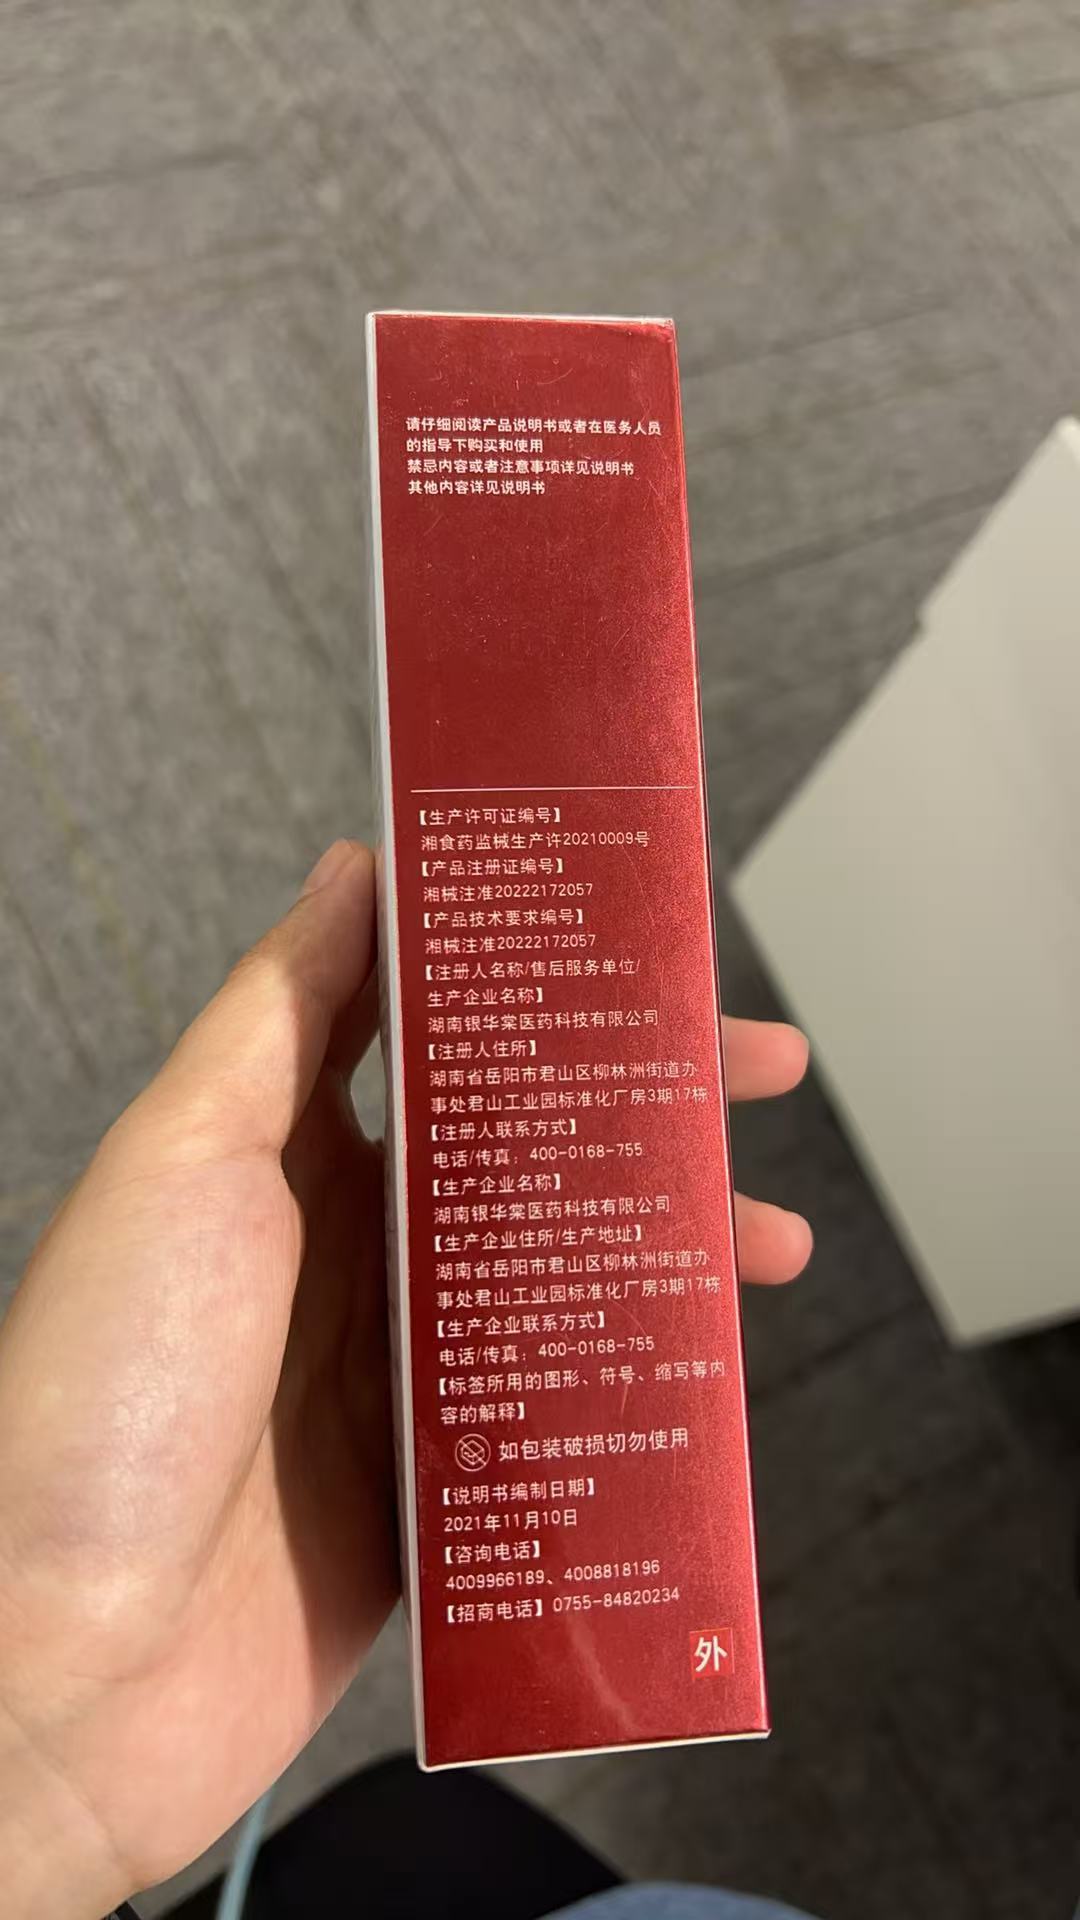 请仔细阅读产品说明书或者在医务人员
的指导下购买和使用
禁忌内容或者注意事项详见说明书
其他内容详见说明书
【生产许可证编号】
湘食药监械生产许20210009号
【产品注册证编号】
湘械注准20222172057
【产品技术要求编号】
湘械注准20222172057
【注册人名称/售后服务单位/
生产企业名称】
湖南银华棠医药科技有限公司
【注册人住所】
湖南省岳阳市君山区柳林洲街道办
事处君山工业园标准化厂房3期17栋
【注册人联系方式】
电话/传真：400-0168-755
【生产企业名称】
湖南银华棠医药科技有限公司
【生产企业住所/生产地址】
湖南省岳阳市君山区柳林洲街道办
事处君山工业园标准化厂房3期17栋
【生产企业联系方式】
电话/传真：400-0168-755
【标签所用的图形、符号、缩写等内
容的解释】
如包装破损切勿使用
【说明书编制日期】
2021年11月10日
【咨询电话】
4009966189、4008818196
【招商电话】0755-84820234
外